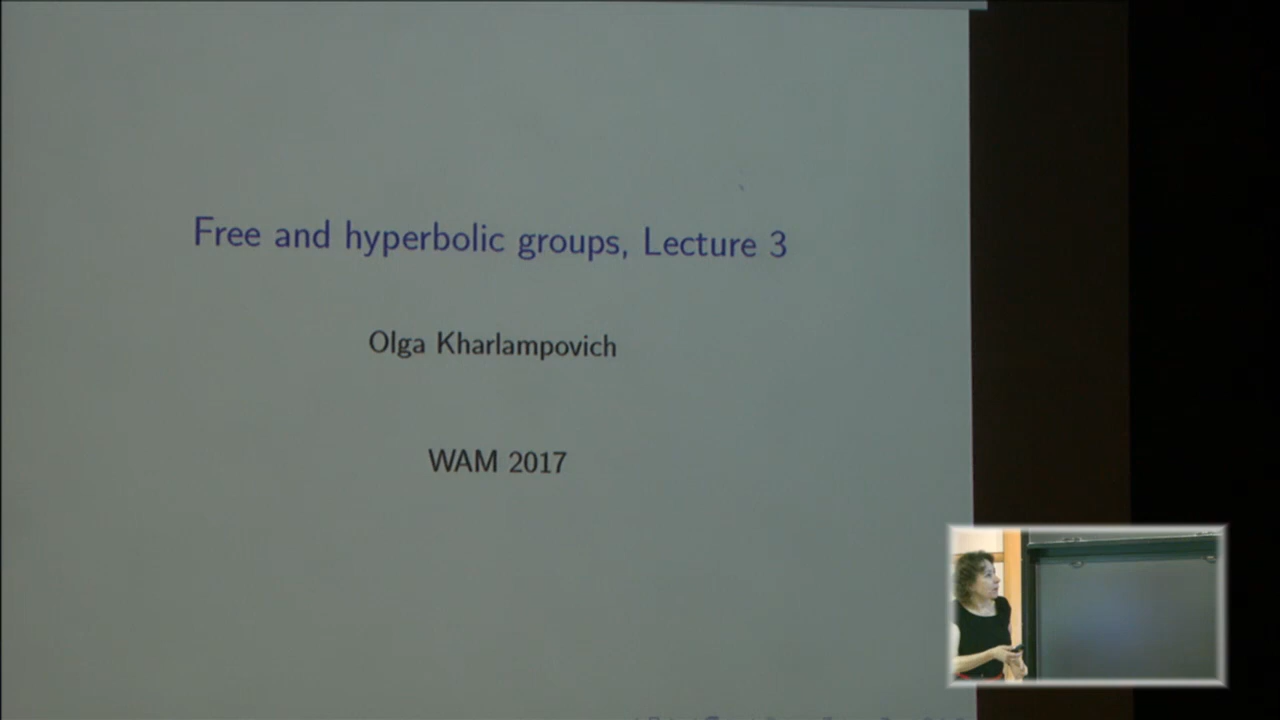 Free and hyperbolic groups, Lecture 3
Olga Kharlampovich
WAM 2017